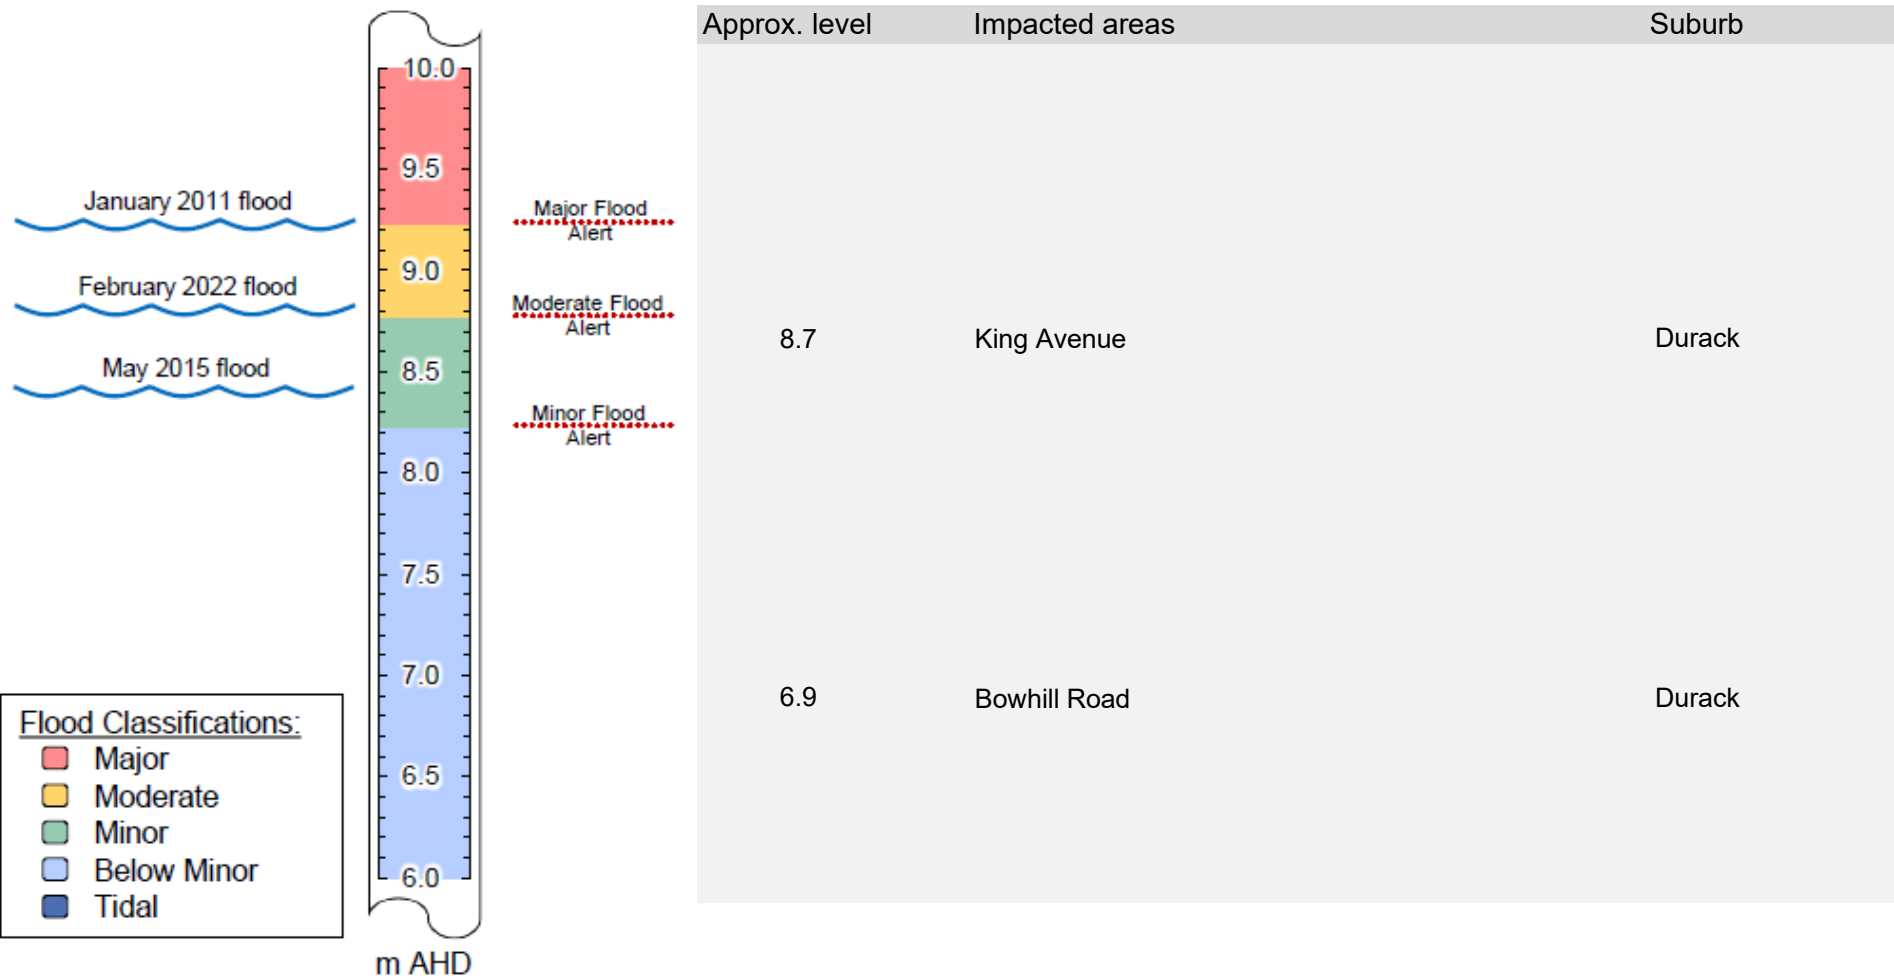 Approx. level Impacted areas Suburb
10.0
9.5
January 2011 flood
Major Flood
Alert
9.0
February 2022 flood
Moderate Flood
Alert
8.7 King Avenue Durack
May 2015 flood
8.5
Minor Flood
Alert
8.0
7.5
7.0
6.9 Bowhill Road Durack
6.5
6.0
Flood Classifications:
Major
Moderate
Minor
Below Minor
Tidal
m AHD